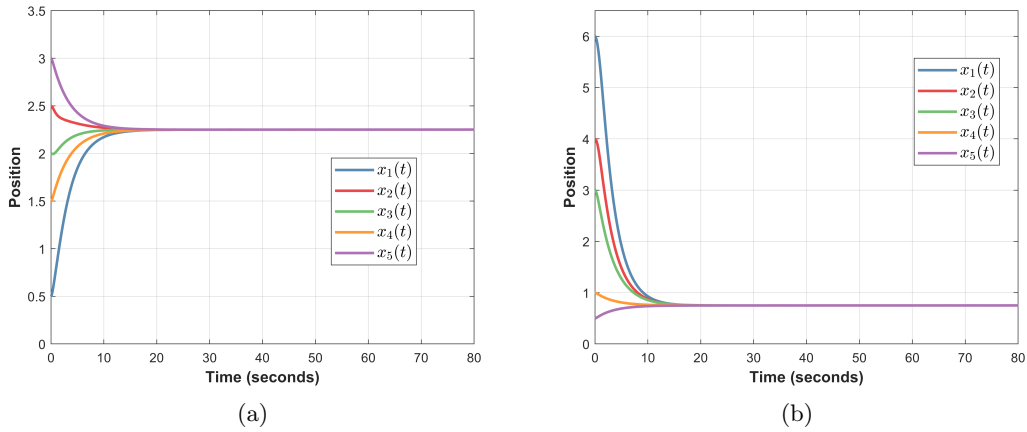 3.5
3
2.5
2
1.5
1
0.5
0
Position
x₁(t)
x₂(t)
x₃(t)
x₄(t)
x₅(t)
0 10 20 30 40 50 60 70 80
Time (seconds)
(a)
6
5
4
3
2
1
0
Position
x₁(t)
x₂(t)
x₃(t)
x₄(t)
x₅(t)
0 10 20 30 40 50 60 70 80
Time (seconds)
(b)